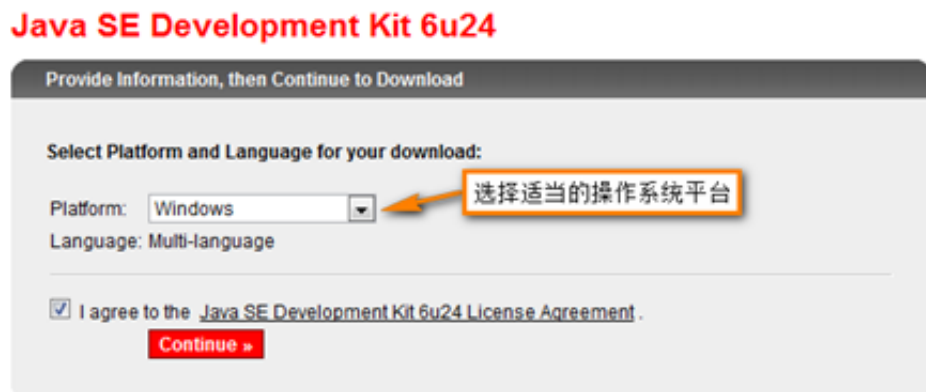 Java SE Development Kit 6u24
Provide Information, then Continue to Download
Select Platform and Language for your download:
Platform: Windows
选择适当的操作系统平台
Language: Multi-language
I agree to the Java SE Development Kit 6u24 License Agreement .
Continue »